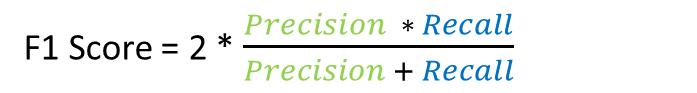 F1 Score = 2 * Precision * Recall
Precision + Recall